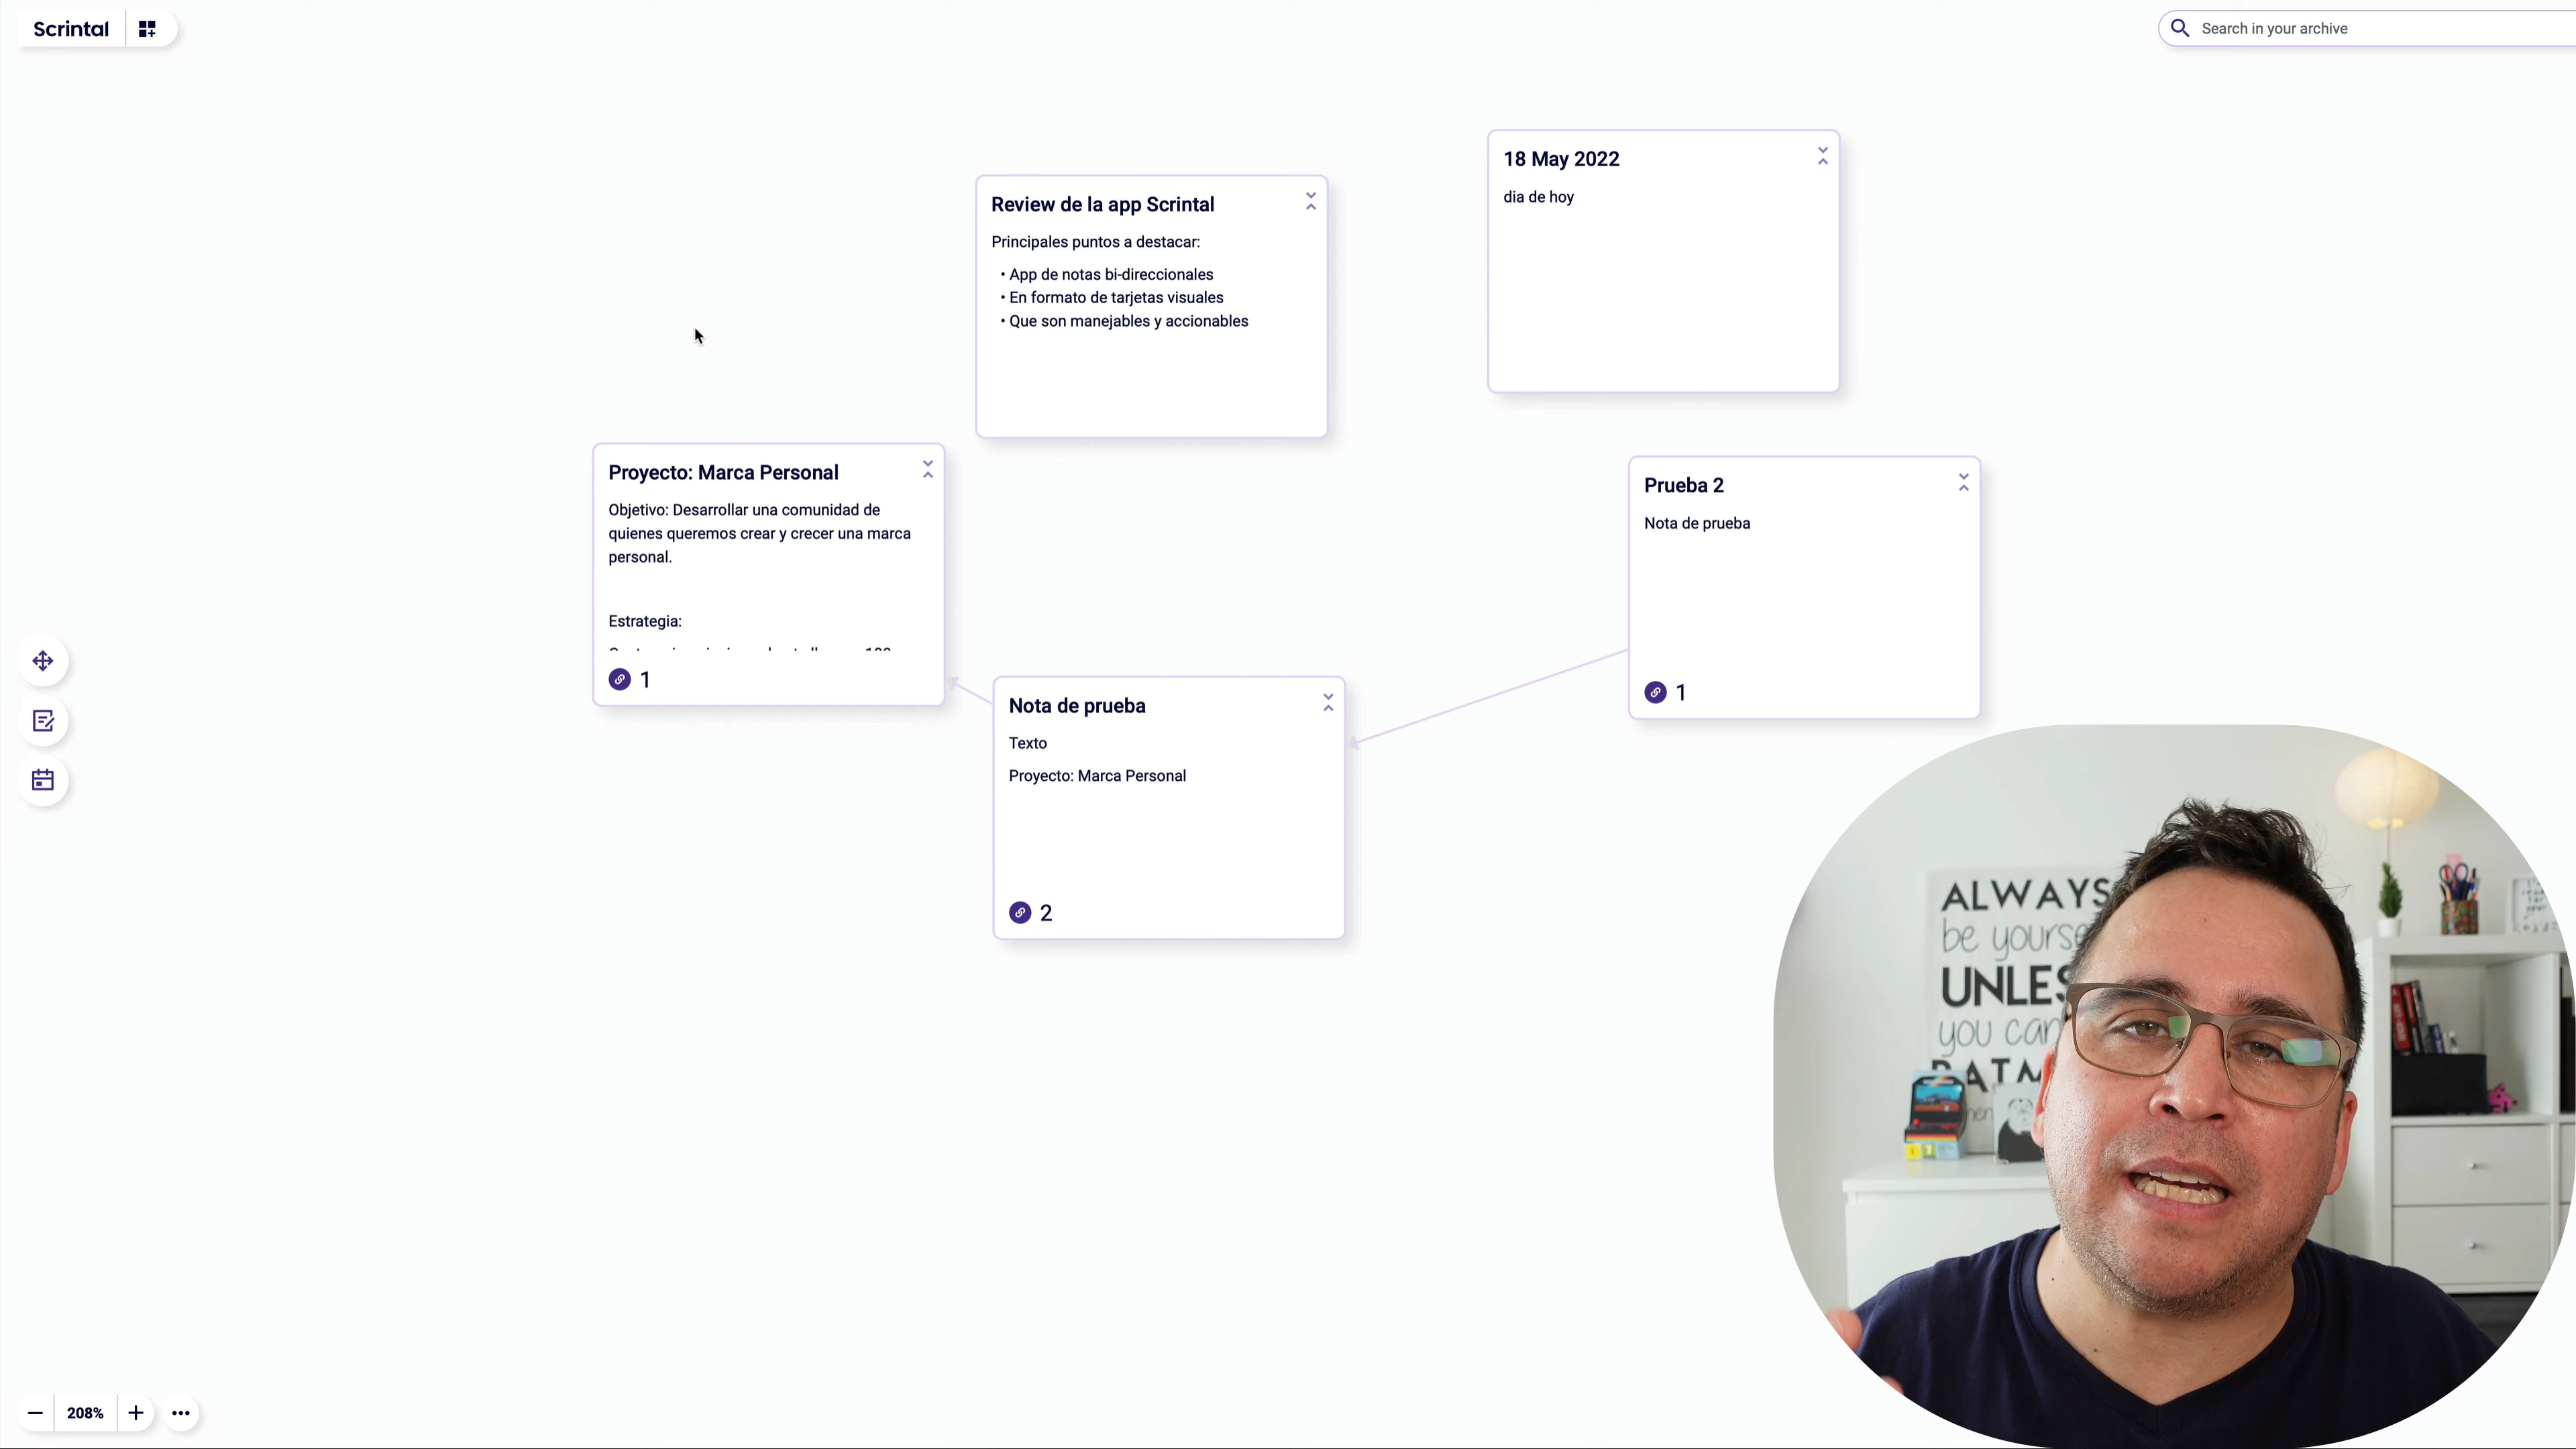 Scrintal
Search in your archive
18 May 2022
dia de hoy
Review de la app Scrintal
Principales puntos a destacar:
• App de notas bi-direccionales
• En formato de tarjetas visuales
• Que son manejables y accionables
Proyecto: Marca Personal
Objetivo: Desarrollar una comunidad de
quienes queremos crear y crecer una marca
personal.
Estrategia:
1
Prueba 2
Nota de prueba
1
Nota de prueba
Texto
Proyecto: Marca Personal
2
ALWAYS
be yourse
UNLES
you can
BATM
208%